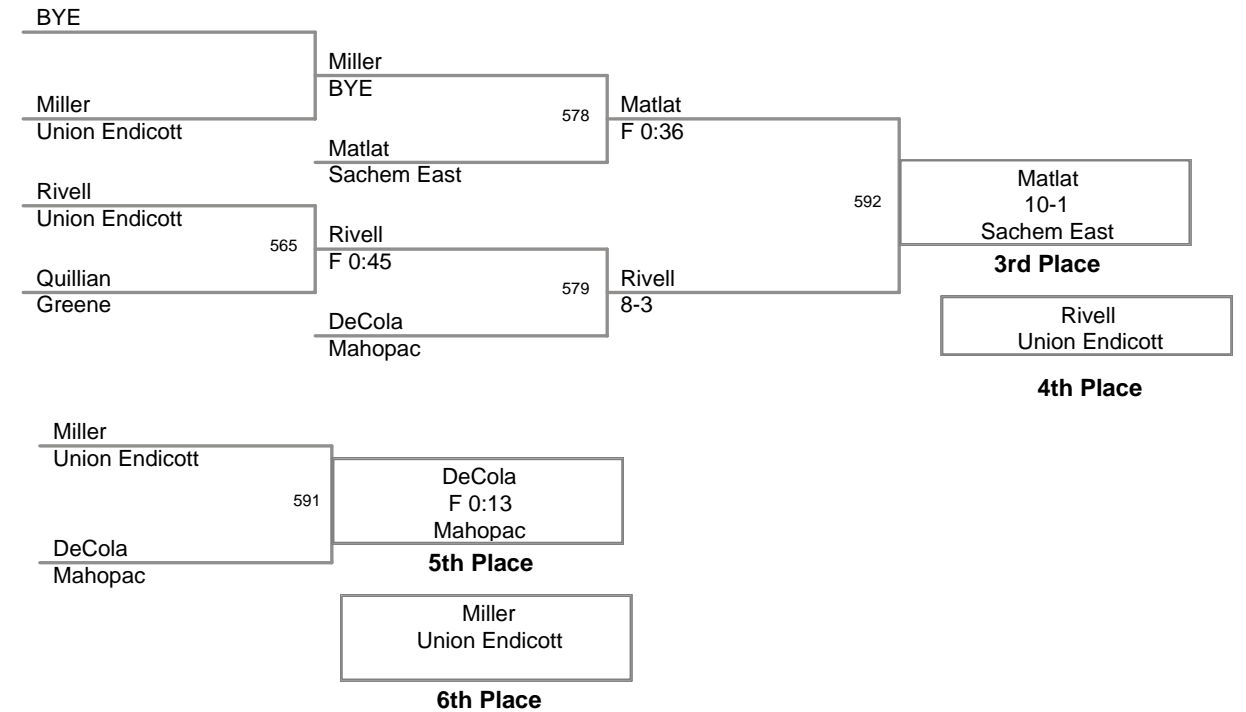 BYE
Miller
BYE
Miller
Union Endicott
578
Matlat
F 0:36
Matlat
Sachem East
Rivell
Union Endicott
592
Matlat
10-1
Sachem East
3rd Place
565
Rivell
F 0:45
Quillian
Greene
579
Rivell
8-3
DeCola
Mahopac
Rivell
Union Endicott
4th Place
Miller
Union Endicott
591
DeCola
F 0:13
Mahopac
5th Place
DeCola
Mahopac
Miller
Union Endicott
6th Place